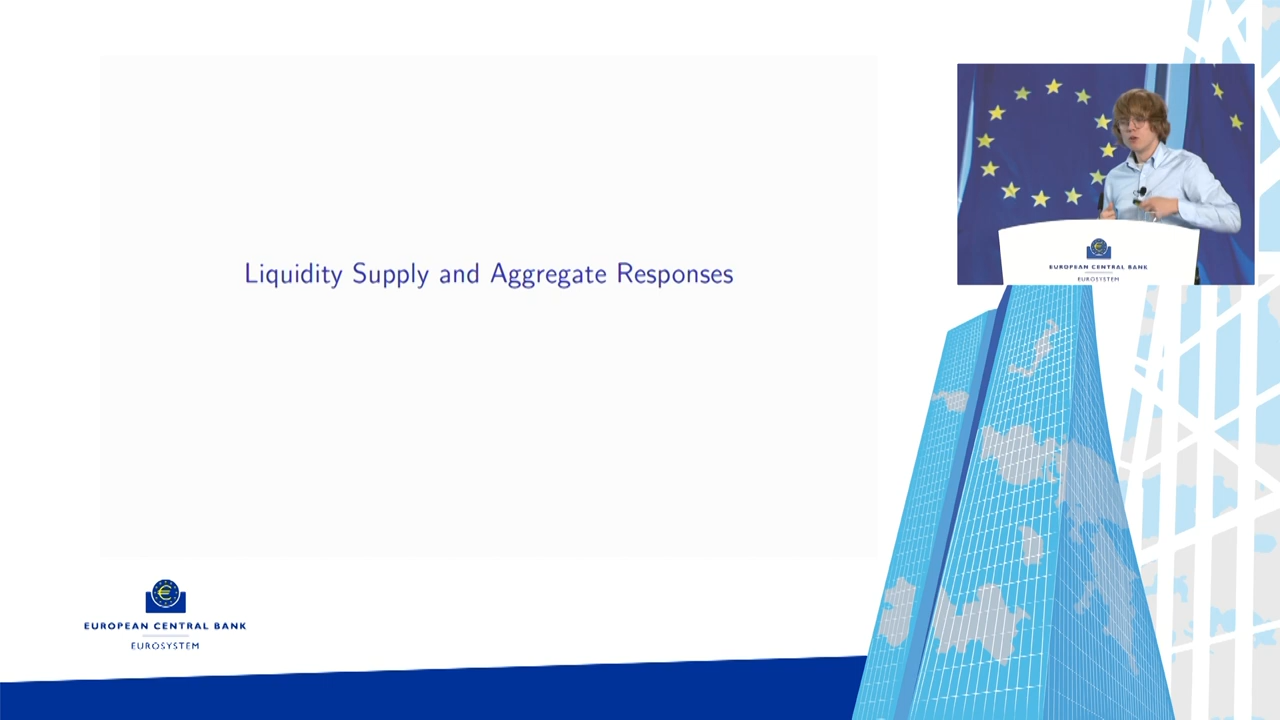 Liquidity Supply and Aggregate Responses
EUROPEAN CENTRAL BANK
EUROSYSTEM
EUROPEAN CENTRAL BANK
EUROSYSTEM